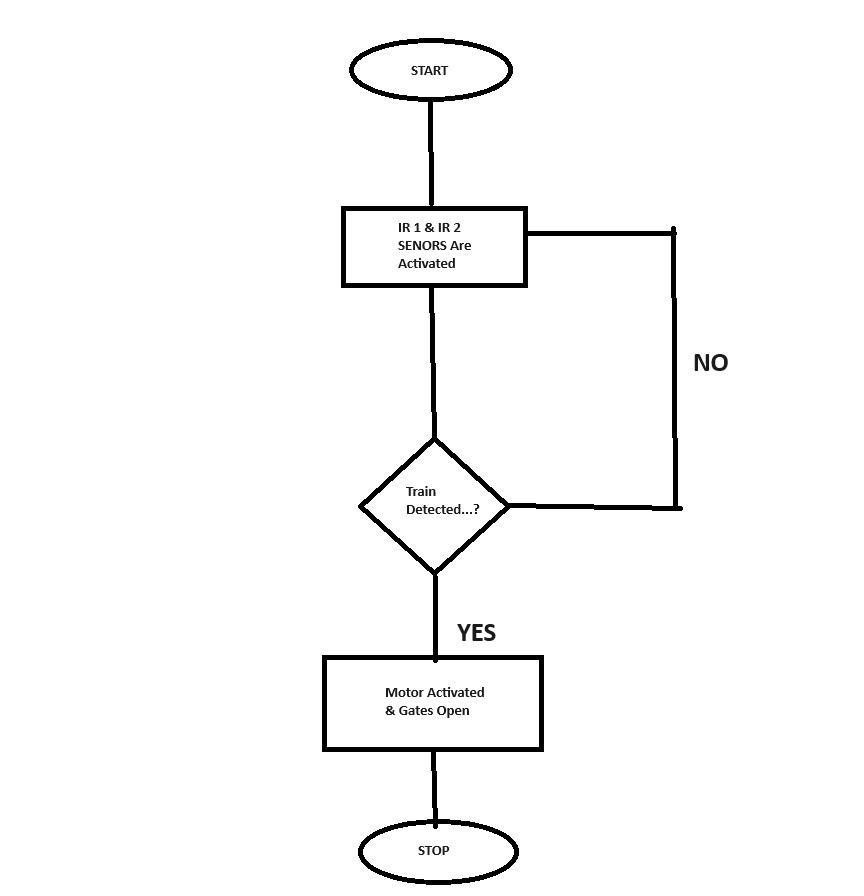 START
IR 1 & IR 2
SENORS Are
Activated
NO
Train
Detected...?
YES
Motor Activated
& Gates Open
STOP